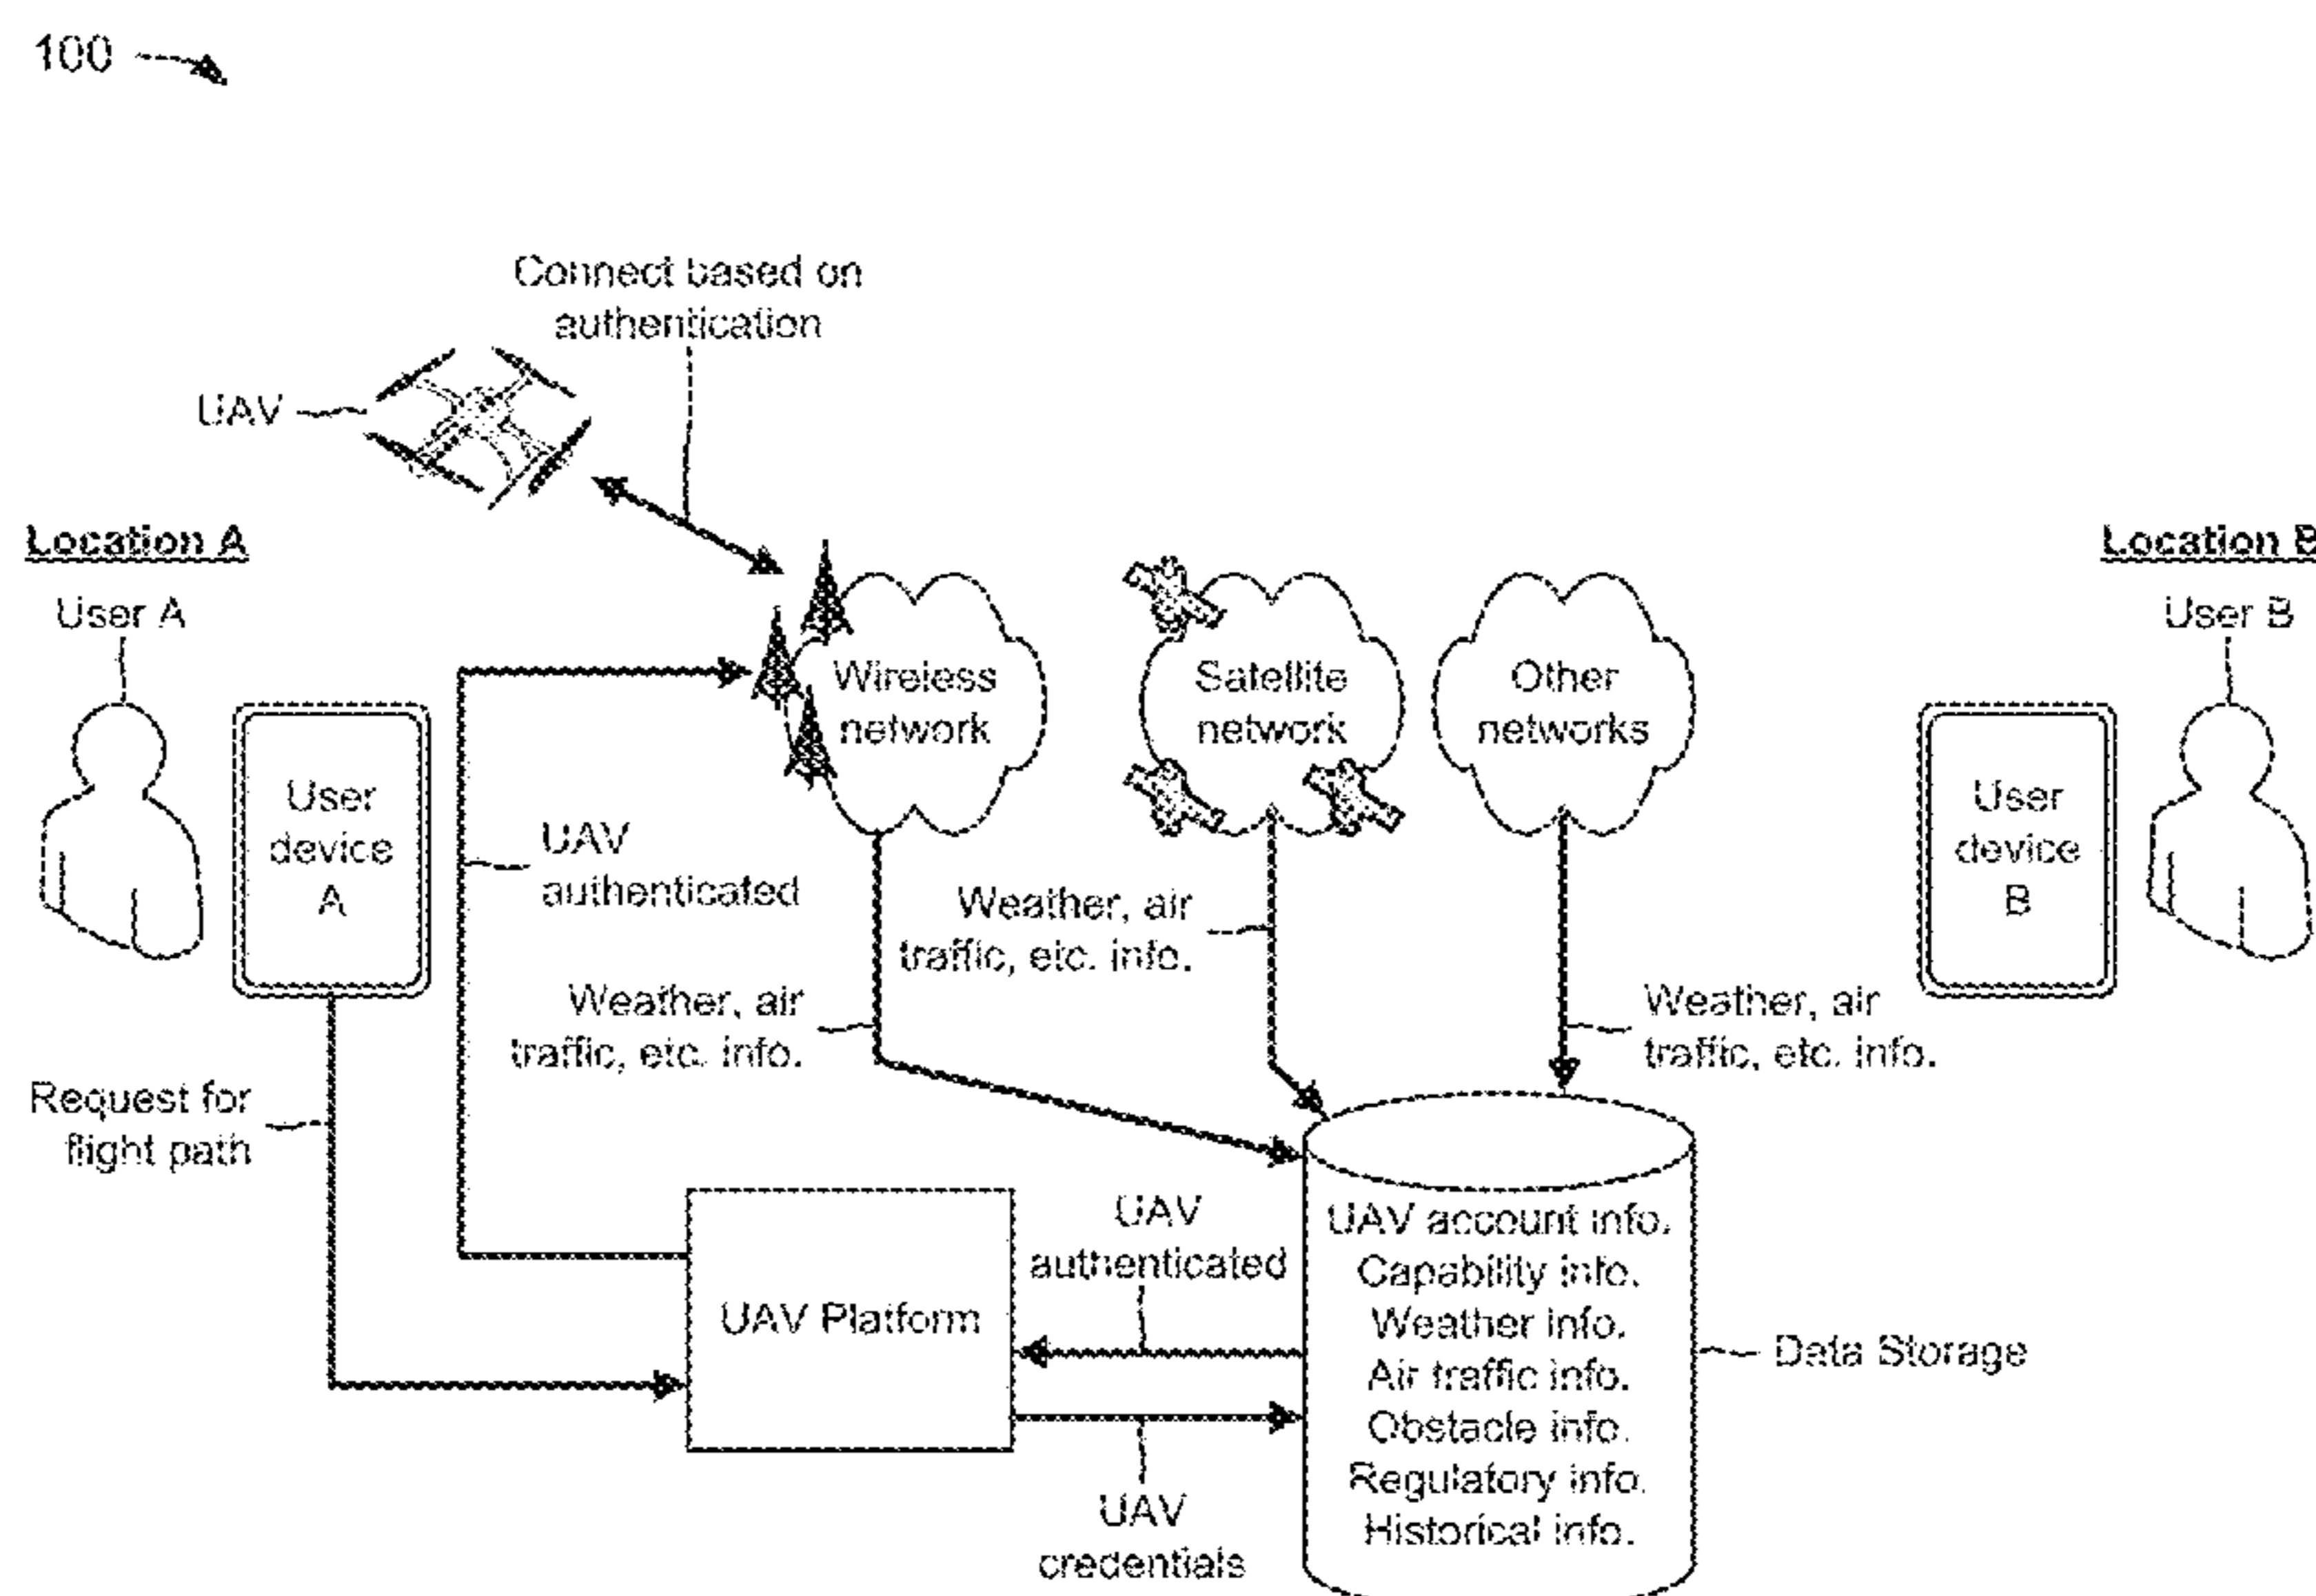 100
Connect based on
authentication
UAV
Location A
User A
User
device
A
Wireless
network
Satellite
network
Other
networks
Location B
User B
User
device
B
UAV
authenticated
Weather, air
traffic, etc. info.
Weather, air
traffic, etc. info.
Weather, air
traffic, etc. info.
Request for
flight path
UAV Platform
UAV
authenticated
UAV
credentials
UAV account info.
Capability info.
Weather info.
Air traffic info.
Obstacle info.
Regulatory info.
Historical info.
Data Storage